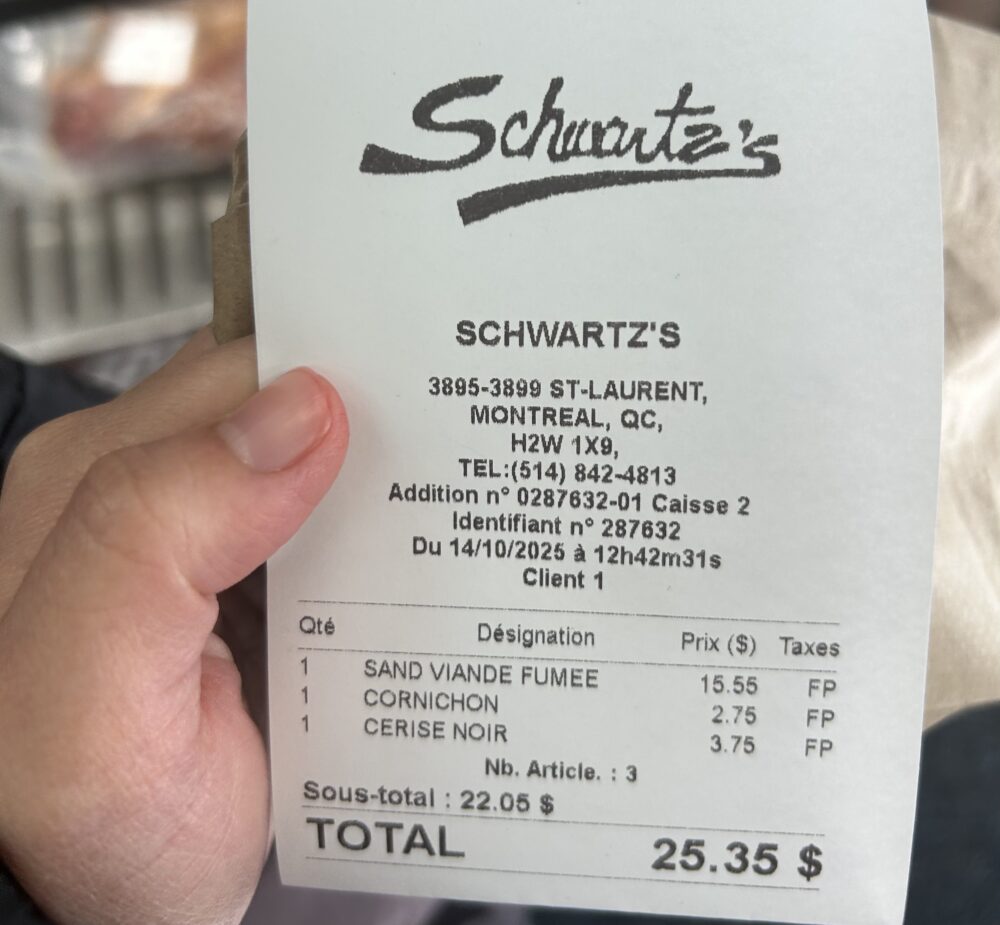 Schwartz's
SCHWARTZ'S
3895-3899 ST-LAURENT,
MONTREAL, QC,
H2W 1X9,
TEL:(514) 842-4813
Addition n° 0287632-01 Caisse 2
Identifiant n° 287632
Du 14/10/2025 à 12h42m31s
Client 1
Qté Désignation Prix ($) Taxes
1 SAND VIANDE FUMEE 15.55 FP
1 CORNICHON 2.75 FP
1 CERISE NOIR 3.75 FP
Nb. Article. : 3
Sous-total : 22.05 $
TOTAL 25.35 $